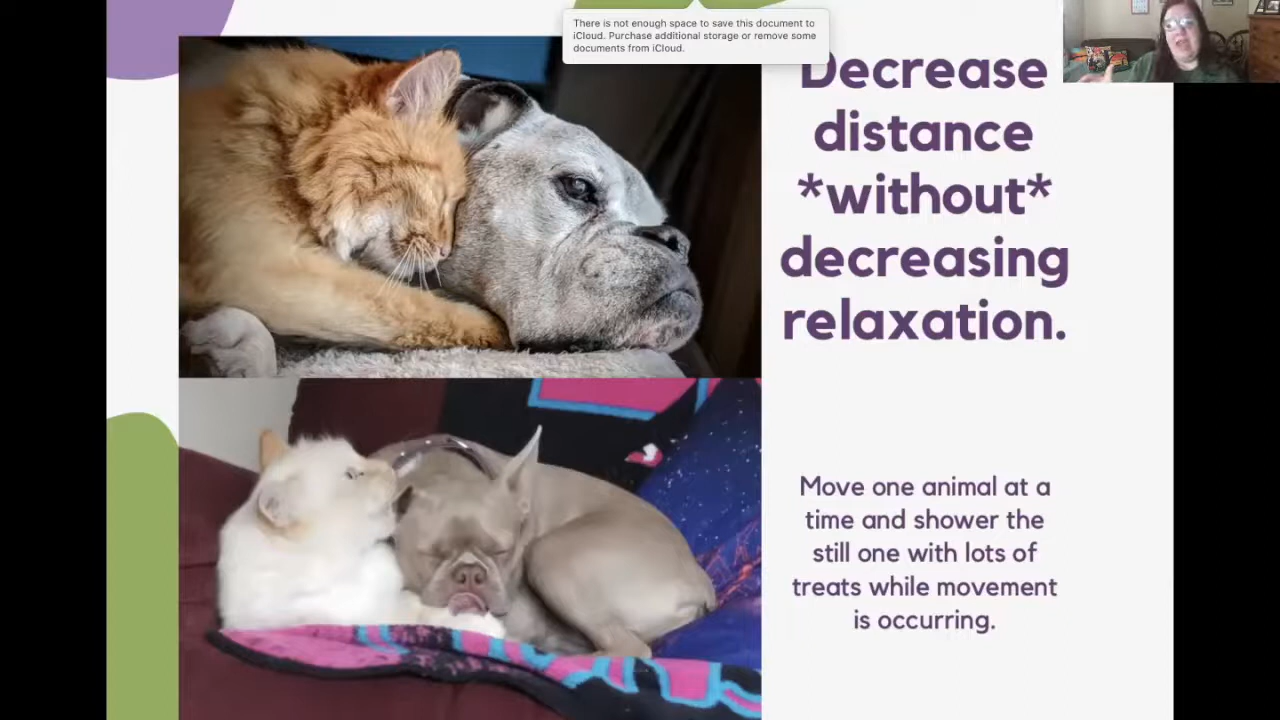 There is not enough space to save this document to
iCloud. Purchase additional storage or remove some
documents from iCloud.
Decrease
distance
*without*
decreasing
relaxation.
Move one animal at a
time and shower the
still one with lots of
treats while movement
is occurring.